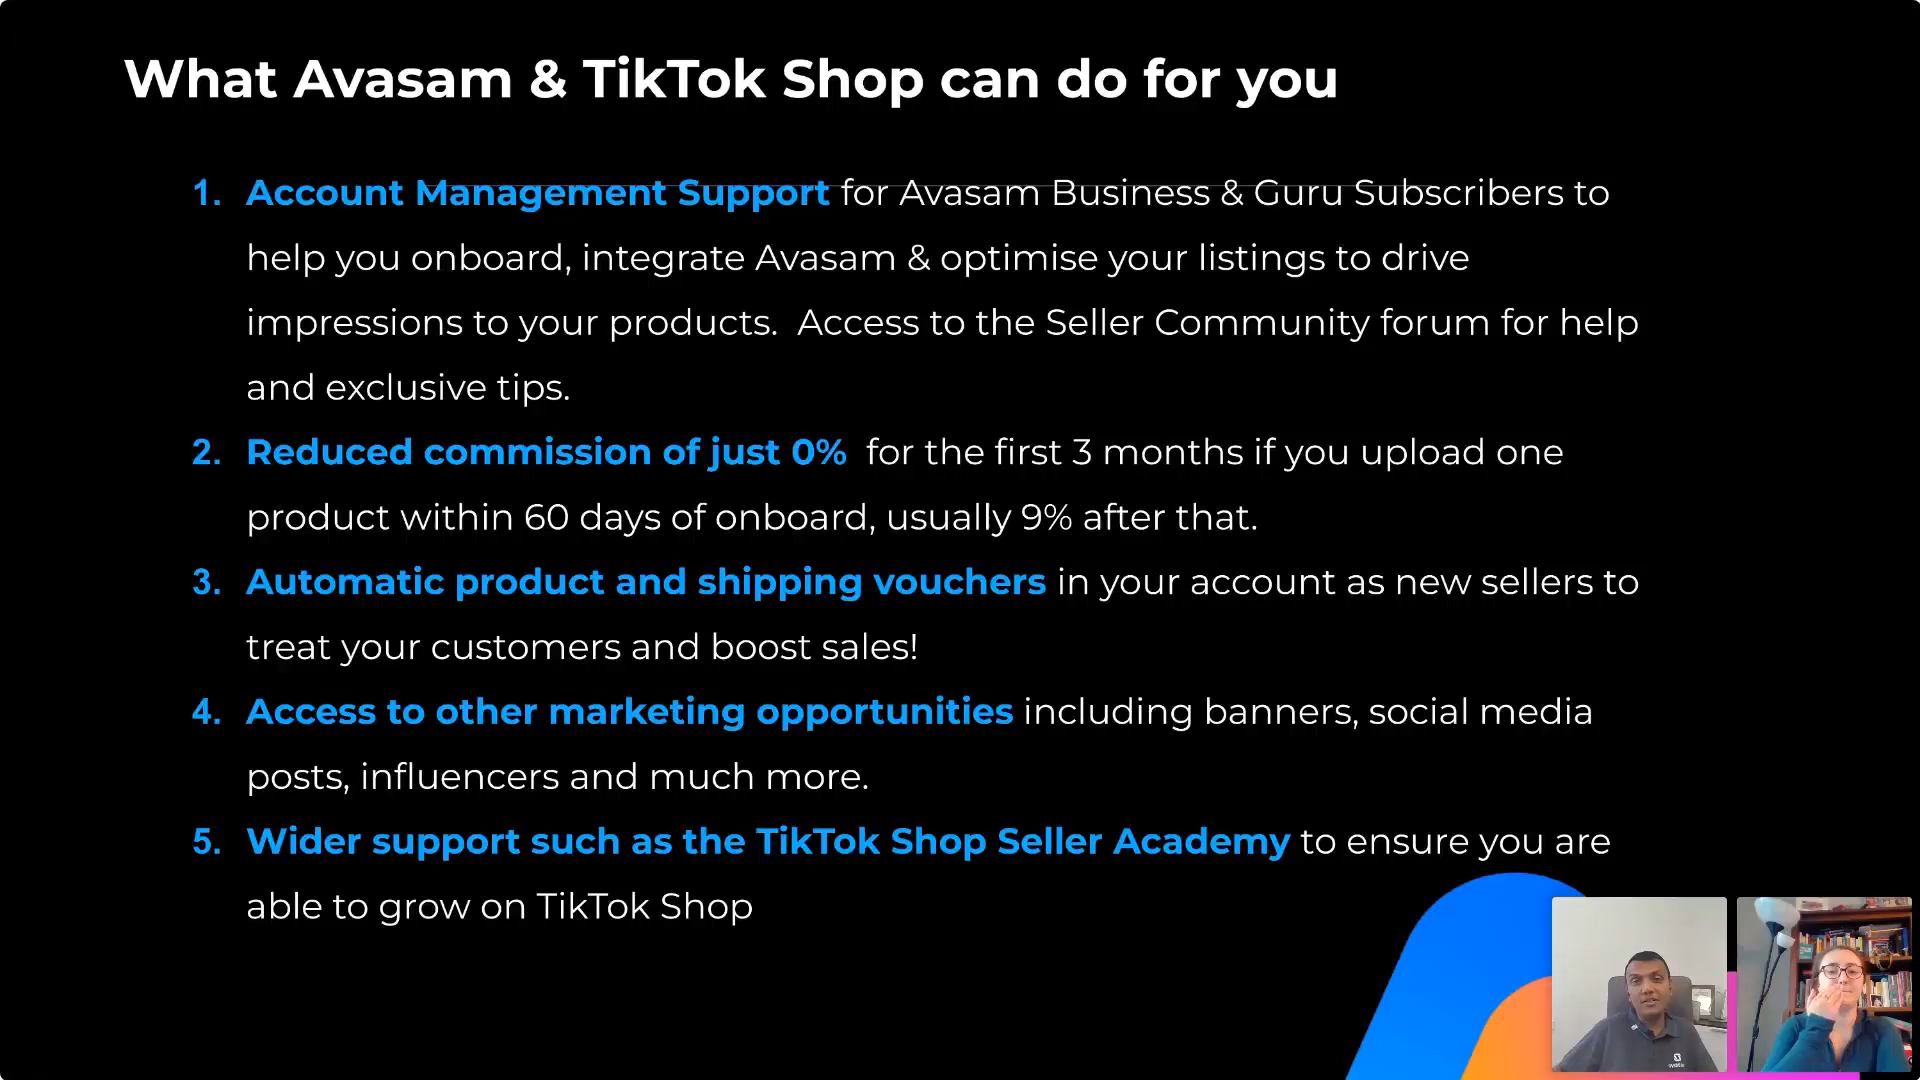 What Avasam & TikTok Shop can do for you
1. Account Management Support for Avasam Business & Guru Subscribers to
help you onboard, integrate Avasam & optimise your listings to drive
impressions to your products.  Access to the Seller Community forum for help
and exclusive tips.
2. Reduced commission of just 0%  for the first 3 months if you upload one
product within 60 days of onboard, usually 9% after that.
3. Automatic product and shipping vouchers in your account as new sellers to
treat your customers and boost sales!
4. Access to other marketing opportunities including banners, social media
posts, influencers and much more.
5. Wider support such as the TikTok Shop Seller Academy to ensure you are
able to grow on TikTok Shop